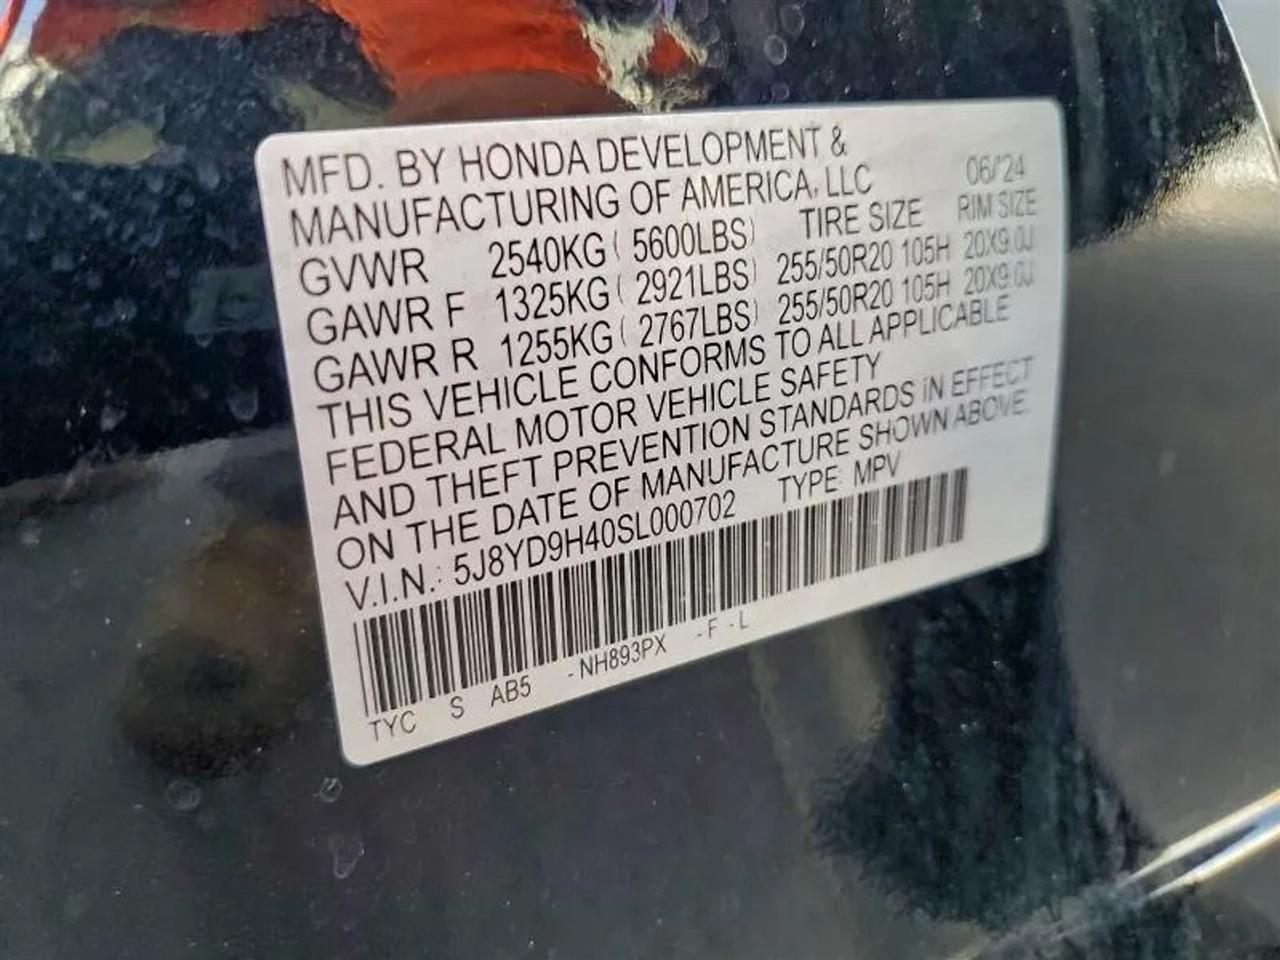 MFD. BY HONDA DEVELOPMENT &
MANUFACTURING OF AMERICA, LLC 06/'24
GVWR 2540KG ( 5600LBS) TIRE SIZE RIM SIZE
GAWR F 1325KG ( 2921LBS) 255/50R20 105H 20X9.0J
GAWR R 1255KG ( 2767LBS) 255/50R20 105H 20X9.0J
THIS VEHICLE CONFORMS TO ALL APPLICABLE
FEDERAL MOTOR VEHICLE SAFETY
AND THEFT PREVENTION STANDARDS IN EFFECT
ON THE DATE OF MANUFACTURE SHOWN ABOVE.
V.I.N.: 5J8YD9H40SL000702 TYPE: MPV
TYC S AB5 - NH893PX - F - L